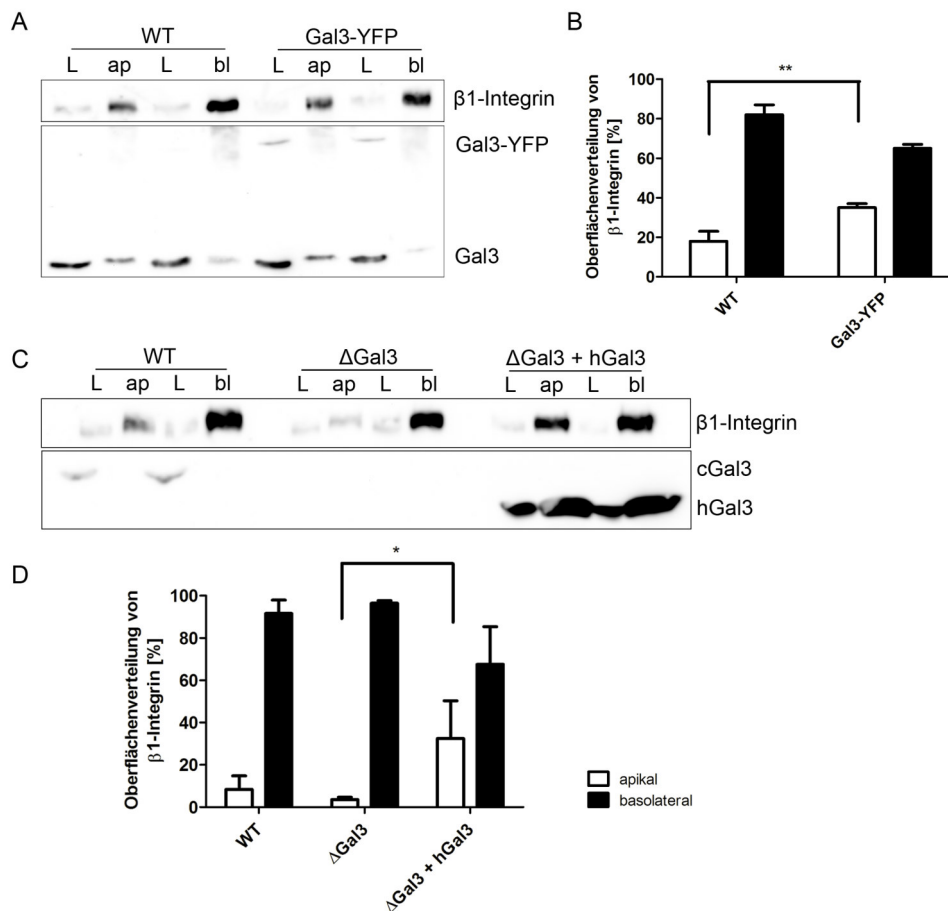 A
WT
Gal3-YFP
L ap L bl L ap L bl
β1-Integrin
Gal3-YFP
Gal3
B
**
Oberflächenverteilung von
β1-Integrin [%]
100
80
60
40
20
0
WT
Gal3-YFP
C
WT
ΔGal3
ΔGal3 + hGal3
L ap L bl L ap L bl L ap L bl
β1-Integrin
cGal3
hGal3
D
*
Oberflächenverteilung von
β1-Integrin [%]
100
80
60
40
20
0
WT
ΔGal3
ΔGal3 + hGal3
apikal
basolateral